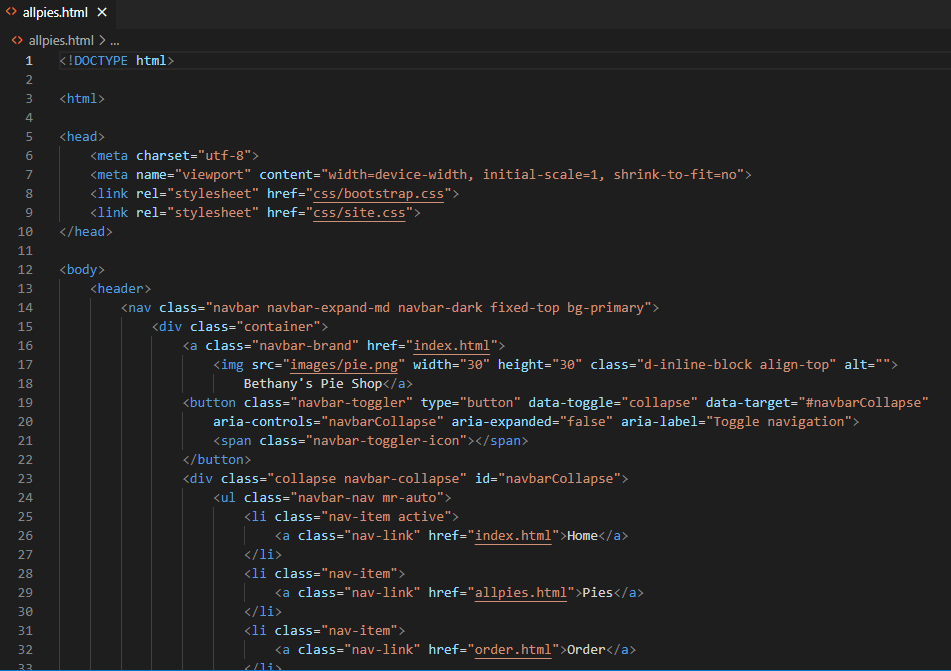 allpies.html
allpies.html > ...
1 <!DOCTYPE html>
2
3 <html>
4
5 <head>
6 <meta charset="utf-8">
7 <meta name="viewport" content="width=device-width, initial-scale=1, shrink-to-fit=no">
8 <link rel="stylesheet" href="css/bootstrap.css">
9 <link rel="stylesheet" href="css/site.css">
10 </head>
11
12 <body>
13 <header>
14 <nav class="navbar navbar-expand-md navbar-dark fixed-top bg-primary">
15 <div class="container">
16 <a class="navbar-brand" href="index.html">
17 <img src="images/pie.png" width="30" height="30" class="d-inline-block align-top" alt="">
18 Bethany's Pie Shop</a>
19 <button class="navbar-toggler" type="button" data-toggle="collapse" data-target="#navbarCollapse"
20 aria-controls="navbarCollapse" aria-expanded="false" aria-label="Toggle navigation">
21 <span class="navbar-toggler-icon"></span>
22 </button>
23 <div class="collapse navbar-collapse" id="navbarCollapse">
24 <ul class="navbar-nav mr-auto">
25 <li class="nav-item active">
26 <a class="nav-link" href="index.html">Home</a>
27 </li>
28 <li class="nav-item">
29 <a class="nav-link" href="allpies.html">Pies</a>
30 </li>
31 <li class="nav-item">
32 <a class="nav-link" href="order.html">Order</a>
33 </li>